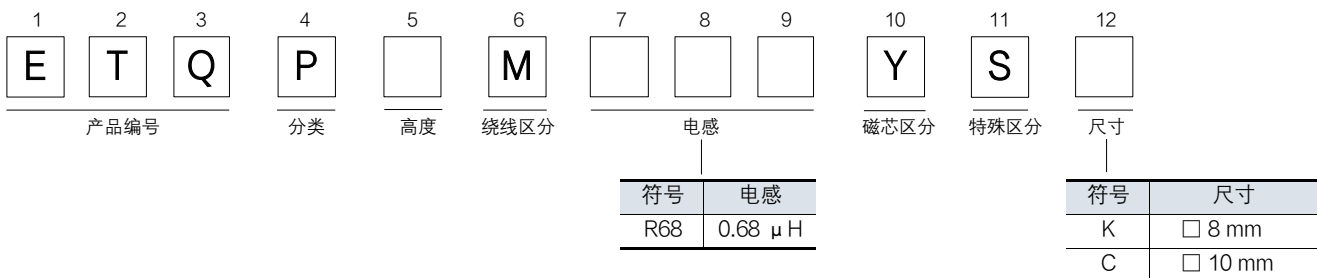 1 2 3 4 5 6 7 8 9 10 11 12
E T Q P M Y S
产品编号 分类 高度 绕线区分 电感 磁芯区分 特殊区分 尺寸
符号 电感 符号 尺寸
R68 0.68 μH K □ 8 mm
C □ 10 mm